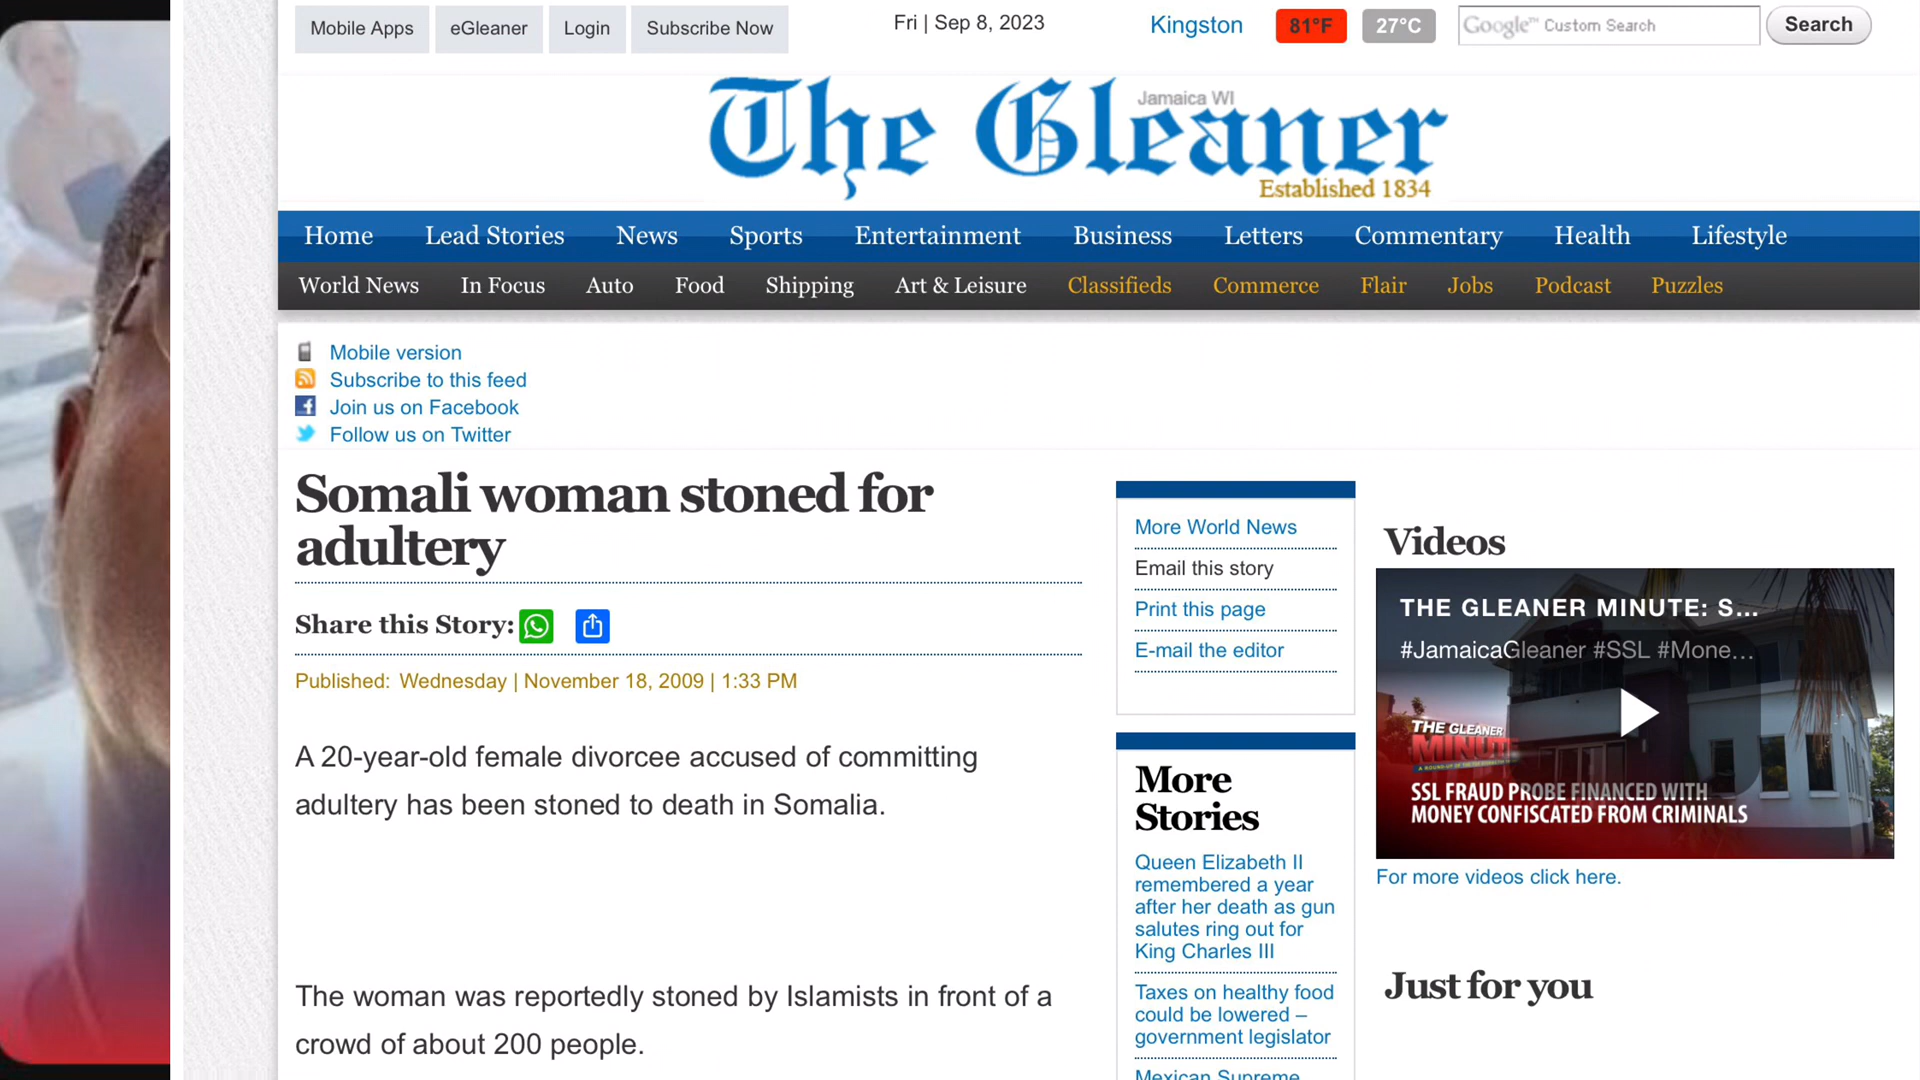 Mobile Apps
eGleaner
Login
Subscribe Now
Fri | Sep 8, 2023
Kingston
81°F
27°C
Google™ Custom Search
Search
The Gleaner
Jamaica WI
Established 1834
Home
Lead Stories
News
Sports
Entertainment
Business
Letters
Commentary
Health
Lifestyle
World News
In Focus
Auto
Food
Shipping
Art & Leisure
Classifieds
Commerce
Flair
Jobs
Podcast
Puzzles
Mobile version
Subscribe to this feed
Join us on Facebook
Follow us on Twitter
Somali woman stoned for
adultery
Share this Story:
Published: Wednesday | November 18, 2009 | 1:33 PM
A 20-year-old female divorcee accused of committing
adultery has been stoned to death in Somalia.
The woman was reportedly stoned by Islamists in front of a
crowd of about 200 people.
More World News
Email this story
Print this page
E-mail the editor
More
Stories
Queen Elizabeth II
remembered a year
after her death as gun
salutes ring out for
King Charles III
Taxes on healthy food
could be lowered –
government legislator
Mexican Supreme
Videos
THE GLEANER MINUTE: S...
#JamaicaGleaner #SSL #Mone...
THE GLEANER
MINUTE
SSL FRAUD PROBE FINANCED WITH
MONEY CONFISCATED FROM CRIMINALS
For more videos click here.
Just for you